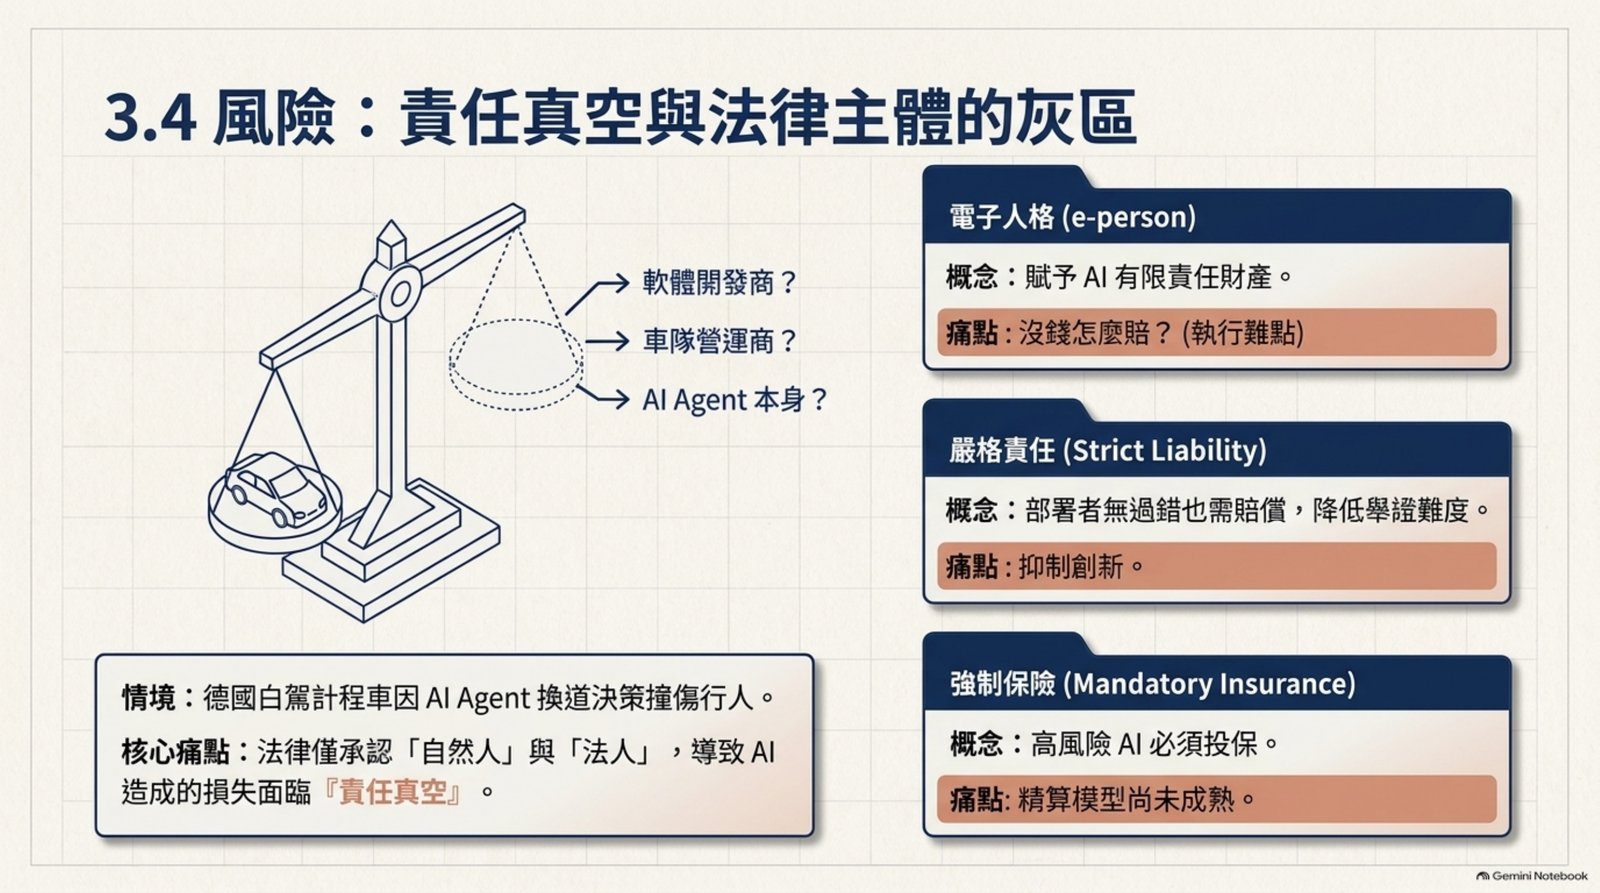 3.4 風險：責任真空與法律主體的灰區
軟體開發商？
車隊營運商？
AI Agent 本身？
情境：德國自駕計程車因 AI Agent 換道決策撞傷行人。
核心痛點：法律僅承認「自然人」與「法人」，導致 AI
造成的損失面臨『責任真空』。
電子人格 (e-person)
概念：賦予 AI 有限責任財產。
痛點 : 沒錢怎麼賠？ (執行難點)
嚴格責任 (Strict Liability)
概念：部署者無過錯也需賠償，降低舉證難度。
痛點 : 抑制創新。
強制保險 (Mandatory Insurance)
概念：高風險 AI 必須投保。
痛點: 精算模型尚未成熟。
Gemini Notebook